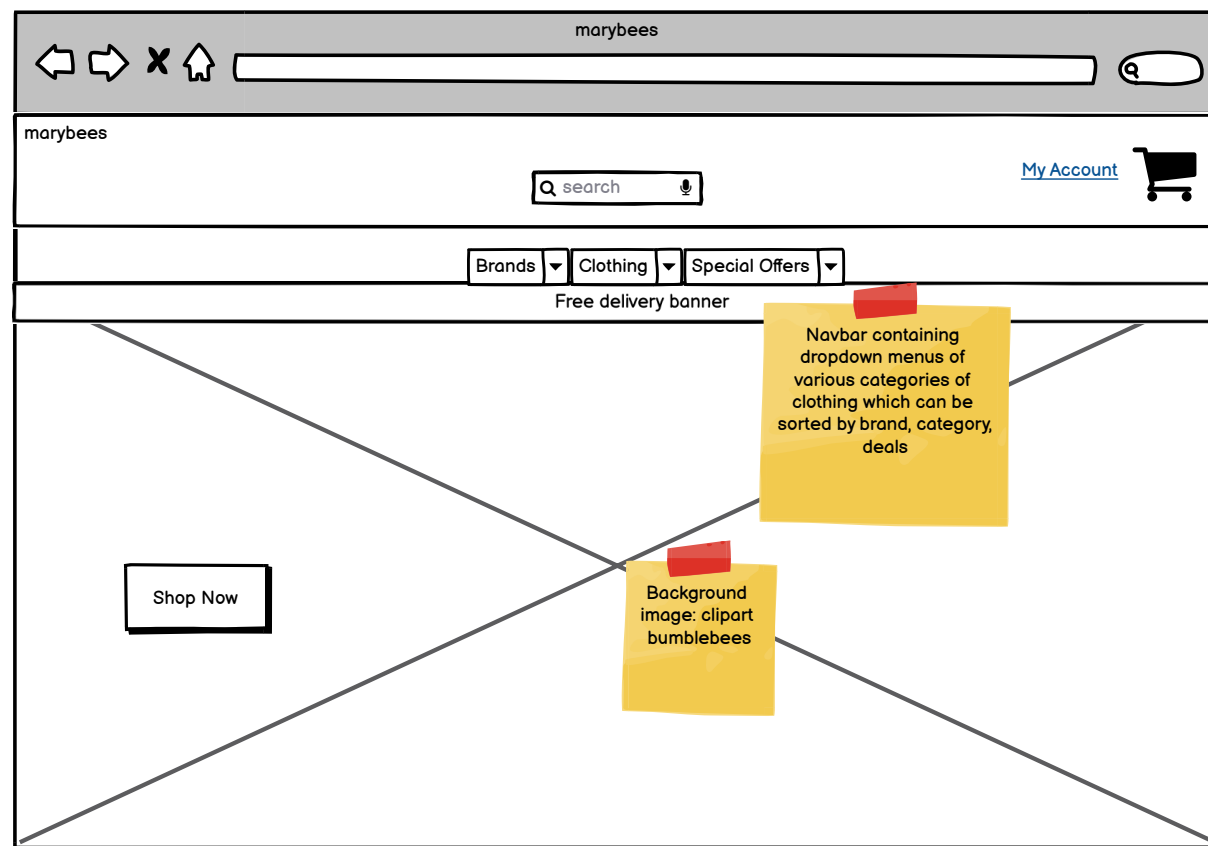 marybees
marybees
My Account
search
Brands Clothing Special Offers
Free delivery banner
Navbar containing
dropdown menus of
various categories of
clothing which can be
sorted by brand, category,
deals
Shop Now
Background
image: clipart
bumblebees